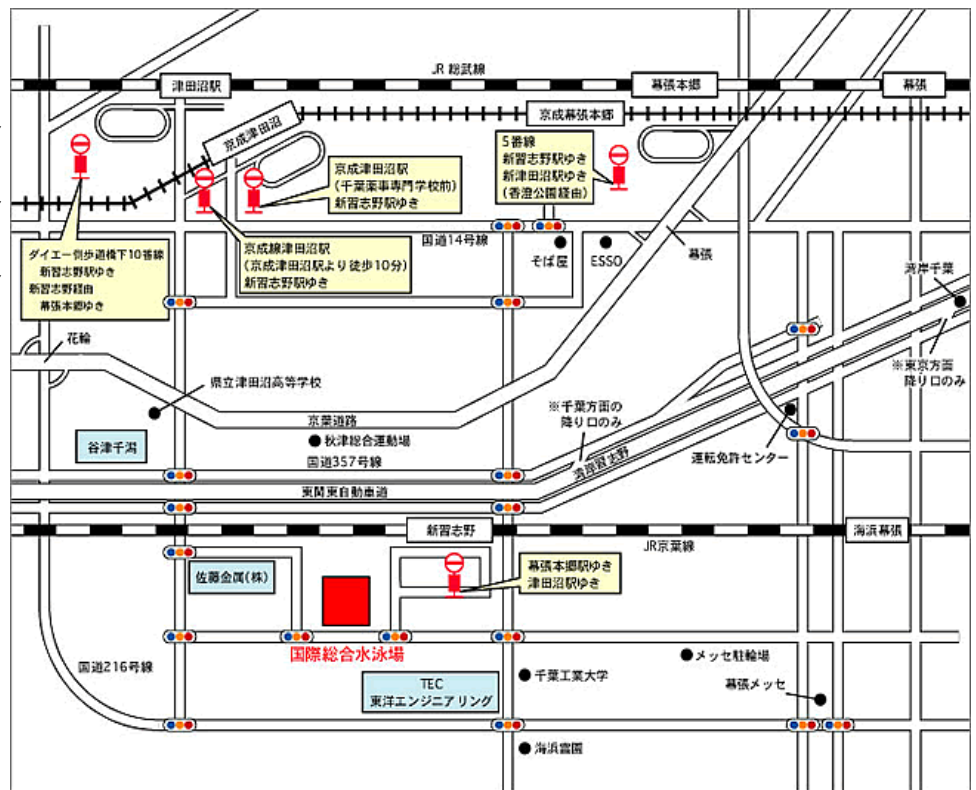 JR 総武線
津田沼駅
幕張本郷
幕張
京成津田沼
京成幕張本郷
5番線
新習志野駅ゆき
新津田沼駅ゆき
(香澄公園経由)
京成津田沼駅
(千葉薬事専門学校前)
新習志野駅ゆき
ダイエー側歩道橋下10番線
新習志野駅ゆき
新習志野経由
幕張本郷ゆき
京成線津田沼駅
(京成津田沼駅より徒歩10分)
新習志野駅ゆき
国道14号線
そば屋
ESSO
幕張
湾岸千葉
花輪
※東京方面
降り口のみ
県立津田沼高等学校
※千葉方面の
降り口のみ
京葉道路
谷津干潟
秋津総合運動場
運転免許センター
国道357号線
湾岸習志野
東関東自動車道
新習志野
海浜幕張
JR京葉線
佐藤金属(株)
幕張本郷駅ゆき
津田沼駅ゆき
国際総合水泳場
国道216号線
メッセ駐輪場
TEC
東洋エンジニアリング
千葉工業大学
幕張メッセ
海浜霊園